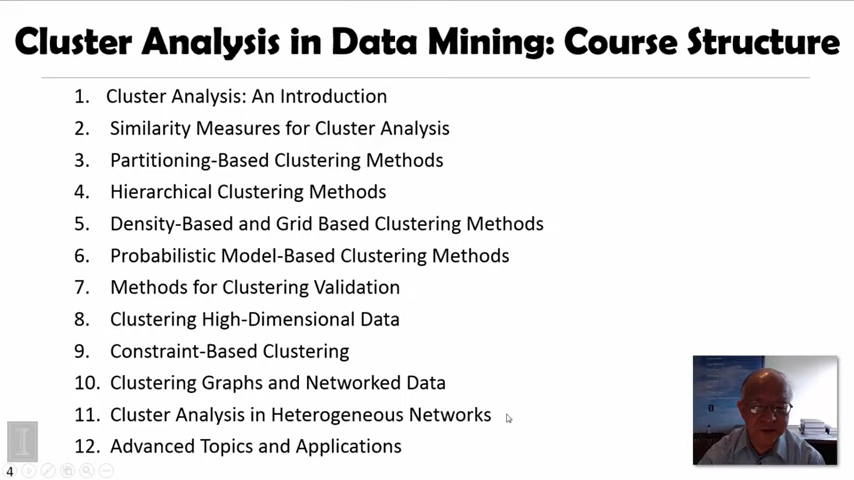 Cluster Analysis in Data Mining: Course Structure
1. Cluster Analysis: An Introduction
2. Similarity Measures for Cluster Analysis
3. Partitioning-Based Clustering Methods
4. Hierarchical Clustering Methods
5. Density-Based and Grid Based Clustering Methods
6. Probabilistic Model-Based Clustering Methods
7. Methods for Clustering Validation
8. Clustering High-Dimensional Data
9. Constraint-Based Clustering
10. Clustering Graphs and Networked Data
11. Cluster Analysis in Heterogeneous Networks
12. Advanced Topics and Applications
I
4